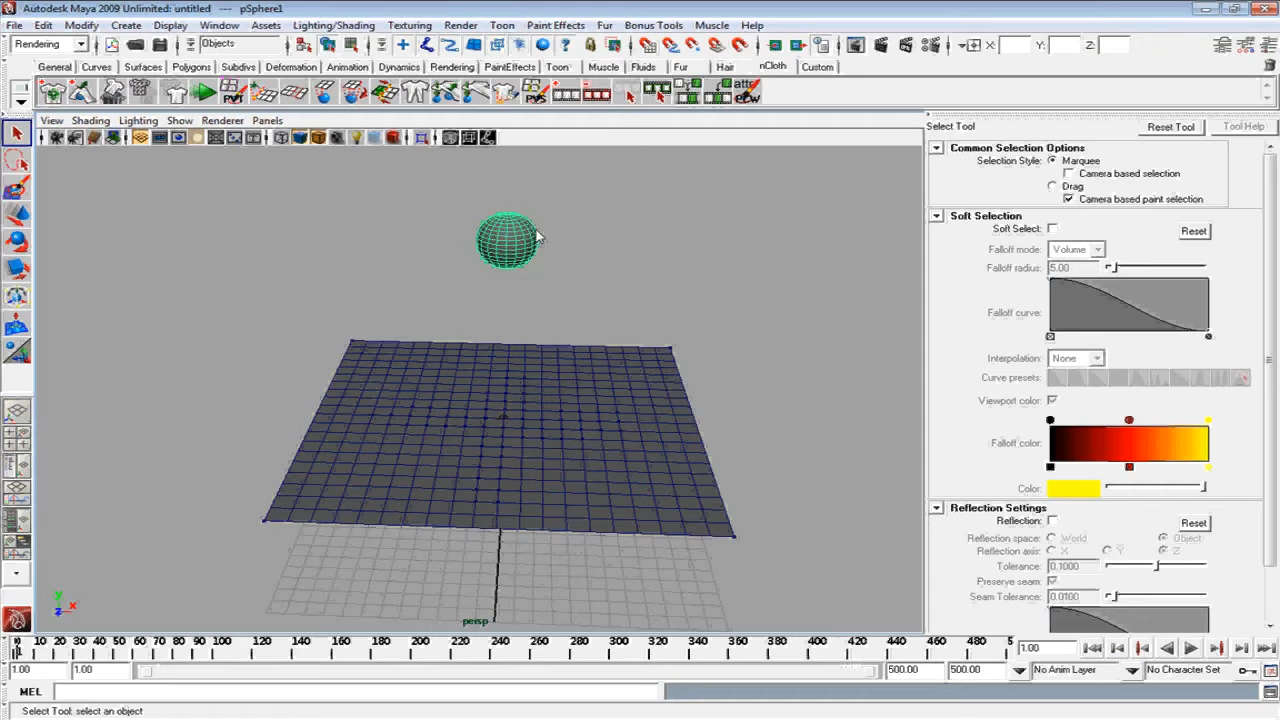 Autodesk Maya 2009 Unlimited: untitled --- pSphere1
File Edit Modify Create Display Window Assets Lighting/Shading Texturing Render Toon Paint Effects Fur Bonus Tools Muscle Help
Rendering Objects X: Y: Z:
General Curves Surfaces Polygons Subdivs Deformation Animation Dynamics Rendering PaintEffects Toon Muscle Fluids Fur Hair nCloth Custom
View Shading Lighting Show Renderer Panels
Select Tool Reset Tool Tool Help
Common Selection Options
Selection Style: Marquee
Camera based selection
Drag
Camera based paint selection
Soft Selection
Soft Select: Reset
Falloff mode: Volume
Falloff radius: 5.00
Falloff curve:
Interpolation: None
Curve presets:
Viewport color:
Falloff color:
Color:
Reflection Settings
Reflection: Reset
Reflection space: World Object
Reflection axis: X Y Z
Tolerance: 0.1000
Preserve seam:
Seam Tolerance: 0.0100
y
z x
persp
10 20 30 40 50 60 70 80 90 100 120 140 160 180 200 220 240 260 280 300 320 340 360 380 400 420 440 460 480 5 1.00
1.00 1.00 500.00 500.00 No Anim Layer No Character Set
MEL
Select Tool: select an object